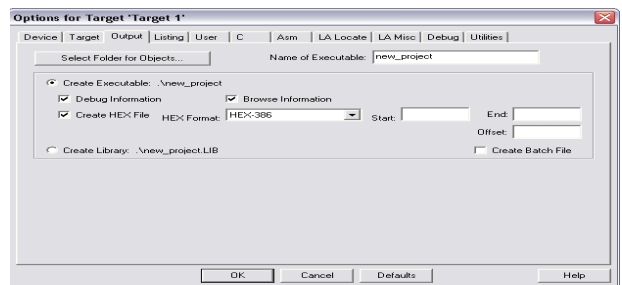 Options for Target 'Target 1'
Device Target Output Listing User C Asm LA Locate LA Misc Debug Utilities
Select Folder for Objects... Name of Executable: new_project
Create Executable: .\new_project
Debug Information Browse Information
Create HEX File HEX Format: HEX-386 Start: End:
Offset:
Create Library: .\new_project.LIB Create Batch File
OK Cancel Defaults Help